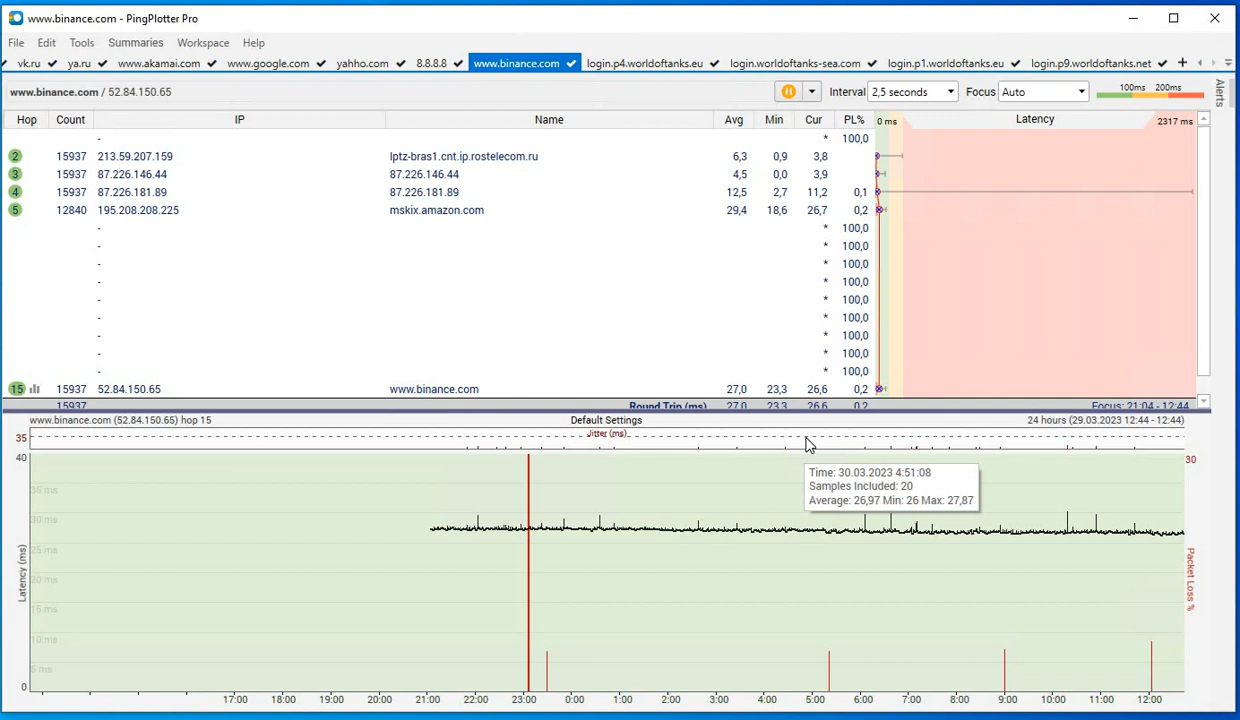 www.binance.com - PingPlotter Pro
File Edit Tools Summaries Workspace Help
vk.ru ya.ru www.akamai.com www.google.com yahho.com 8.8.8.8 www.binance.com login.p4.worldoftanks.eu login.worldoftanks-sea.com login.p1.worldoftanks.eu login.p9.worldoftanks.net +
www.binance.com / 52.84.150.65 Interval 2,5 seconds Focus Auto 100ms 200ms Alerts
Hop Count IP Name Avg Min Cur PL% 0 ms Latency 2317 ms
- * 100,0
2 15937 213.59.207.159 lptz-bras1.cnt.ip.rostelecom.ru 6,3 0,9 3,8
3 15937 87.226.146.44 87.226.146.44 4,5 0,0 3,9
4 15937 87.226.181.89 87.226.181.89 12,5 2,7 11,2 0,1
5 12840 195.208.208.225 mskix.amazon.com 29,4 18,6 26,7 0,2
- * 100,0
- * 100,0
- * 100,0
- * 100,0
- * 100,0
- * 100,0
- * 100,0
- * 100,0
- * 100,0
15 15937 52.84.150.65 www.binance.com 27,0 23,3 26,6 0,2
15937 Round Trip (ms) 27,0 23,3 26,6 0,2 Focus: 21:04 - 12:44
www.binance.com (52.84.150.65) hop 15 Default Settings 24 hours (29.03.2023 12:44 - 12:44)
35 Jitter (ms)
40 30
Time: 30.03.2023 4:51:08
Samples Included: 20
Average: 26,97 Min: 26 Max: 27,87
35 ms
30 ms
25 ms
20 ms
15 ms
10 ms
5 ms
0
Latency (ms)
Packet Loss %
17:00 18:00 19:00 20:00 21:00 22:00 23:00 0:00 1:00 2:00 3:00 4:00 5:00 6:00 7:00 8:00 9:00 10:00 11:00 12:00